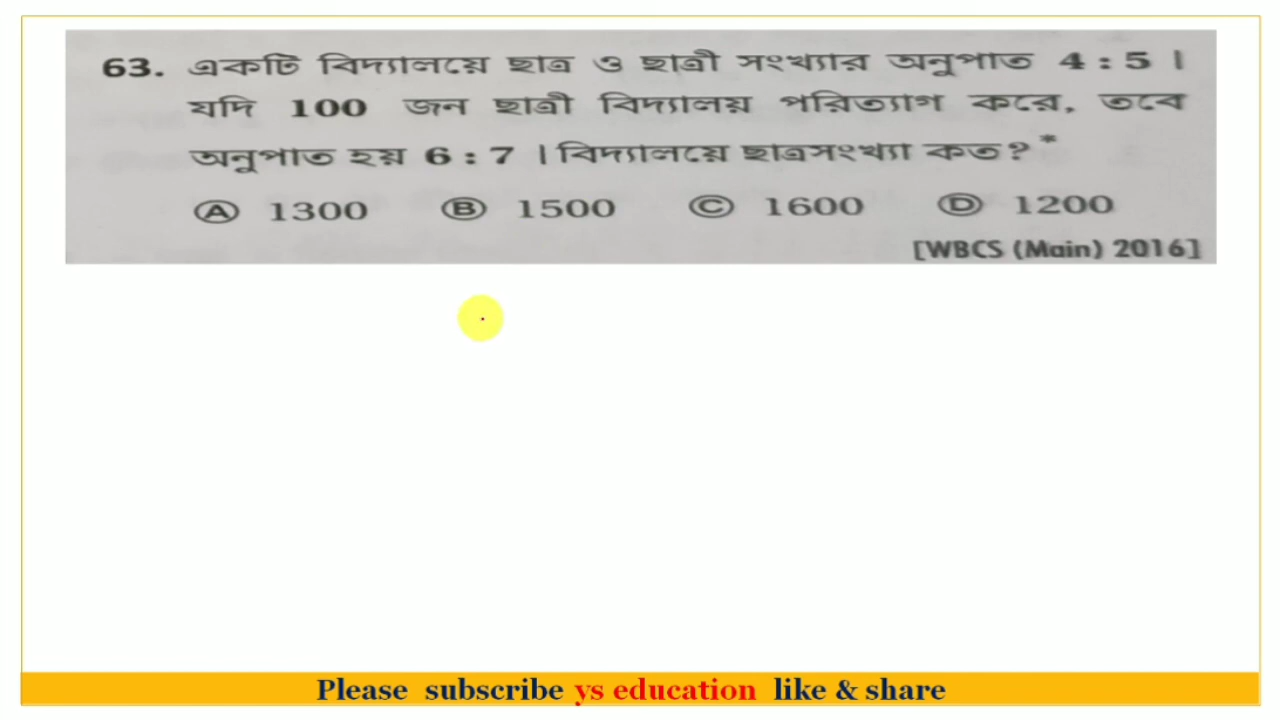 63. একটি বিদ্যালয়ে ছাত্র ও ছাত্রী সংখ্যার অনুপাত 4 : 5 ।
যদি 100 জন ছাত্রী বিদ্যালয় পরিত্যাগ করে, তবে
অনুপাত হয় 6 : 7 । বিদ্যালয়ে ছাত্রসংখ্যা কত? *
Ⓐ 1300 Ⓑ 1500 Ⓒ 1600 Ⓓ 1200
[WBCS (Main) 2016]
Please subscribe ys education like & share